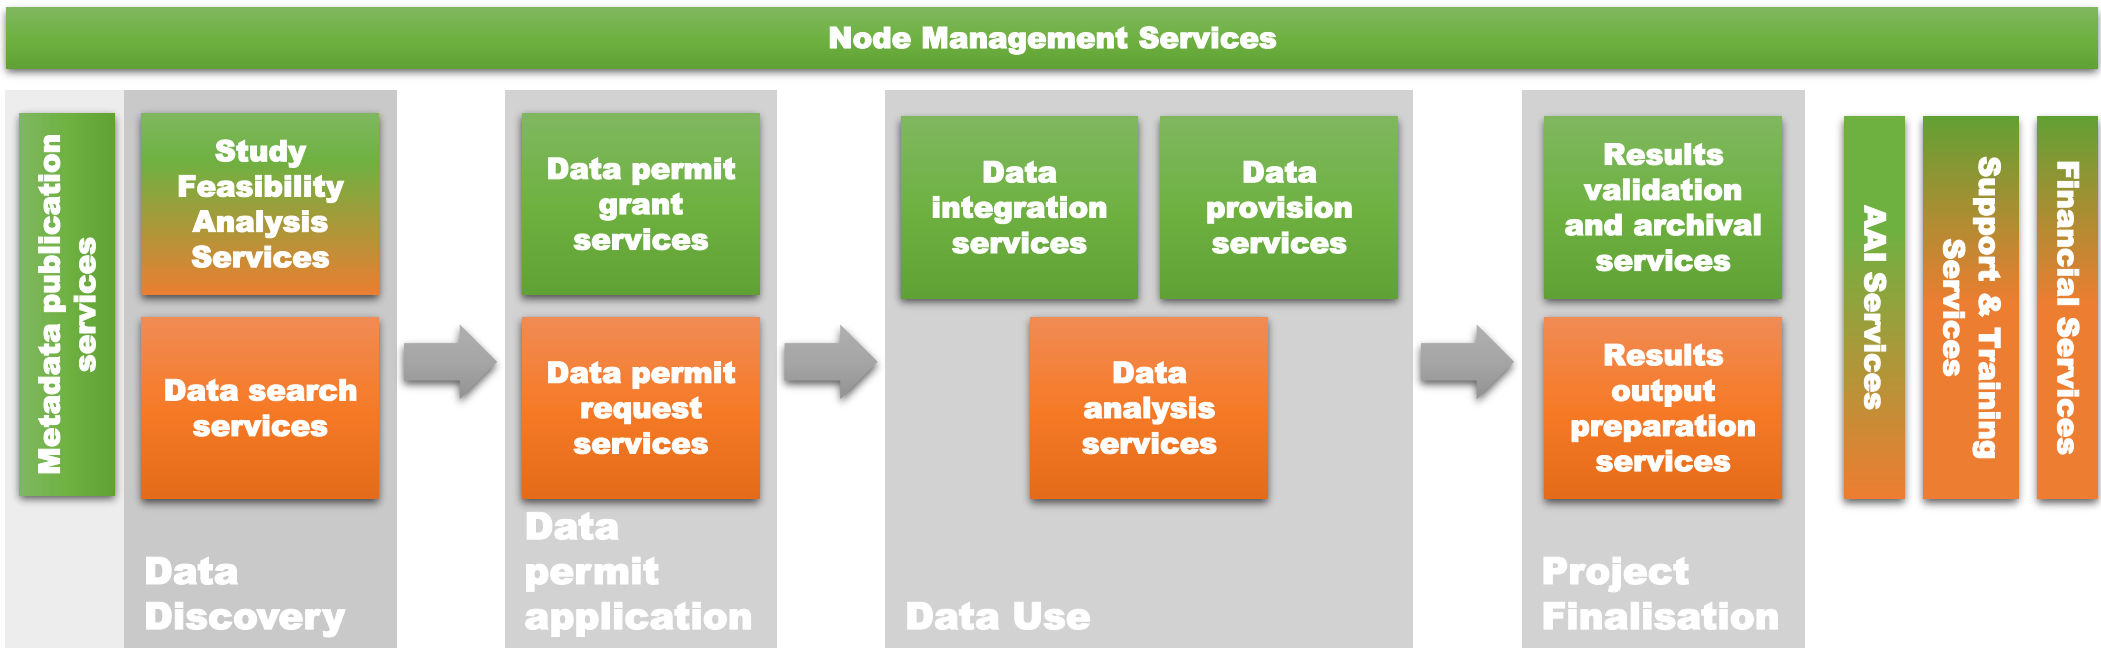 Node Management Services
Metadata publication
services
Study
Feasibility
Analysis
Services
Data search
services
Data
Discovery
Data permit
grant
services
Data permit
request
services
Data
permit
application
Data
integration
services
Data
provision
services
Data
analysis
services
Data Use
Results
validation
and archival
services
Results
output
preparation
services
Project
Finalisation
AAI Services
Support & Training
Services
Financial Services